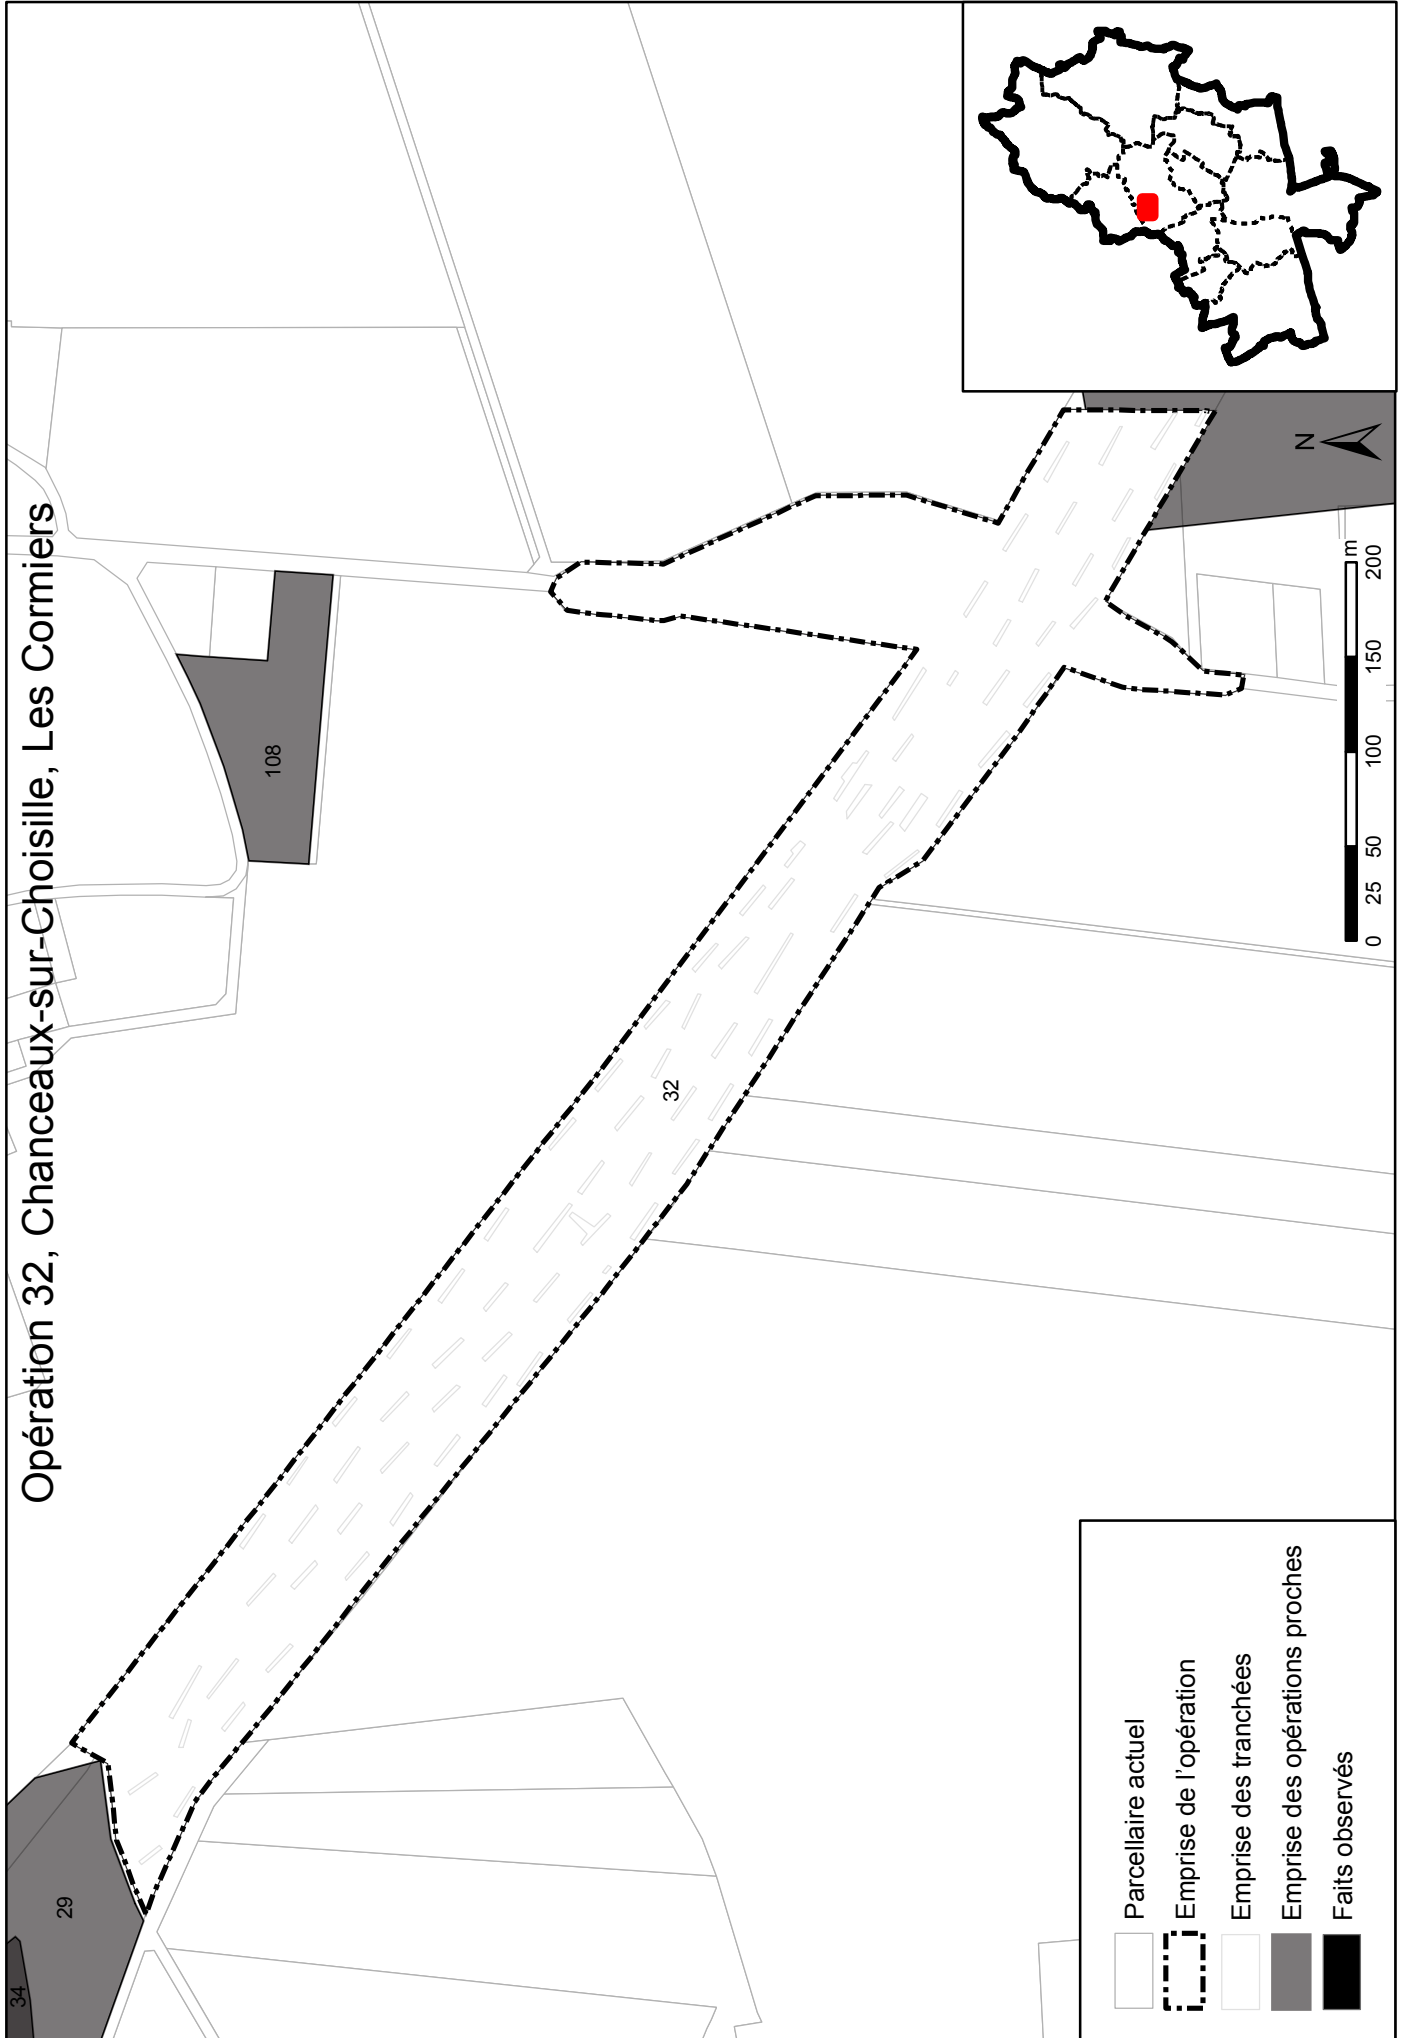 Opération 32, Chanceaux-sur-Choisille, Les Cormiers
34
29
108
32
N
0 25 50 100 150 200 m
Parcellaire actuel
Emprise de l'opération
Emprise des tranchées
Emprise des opérations proches
Faits observés